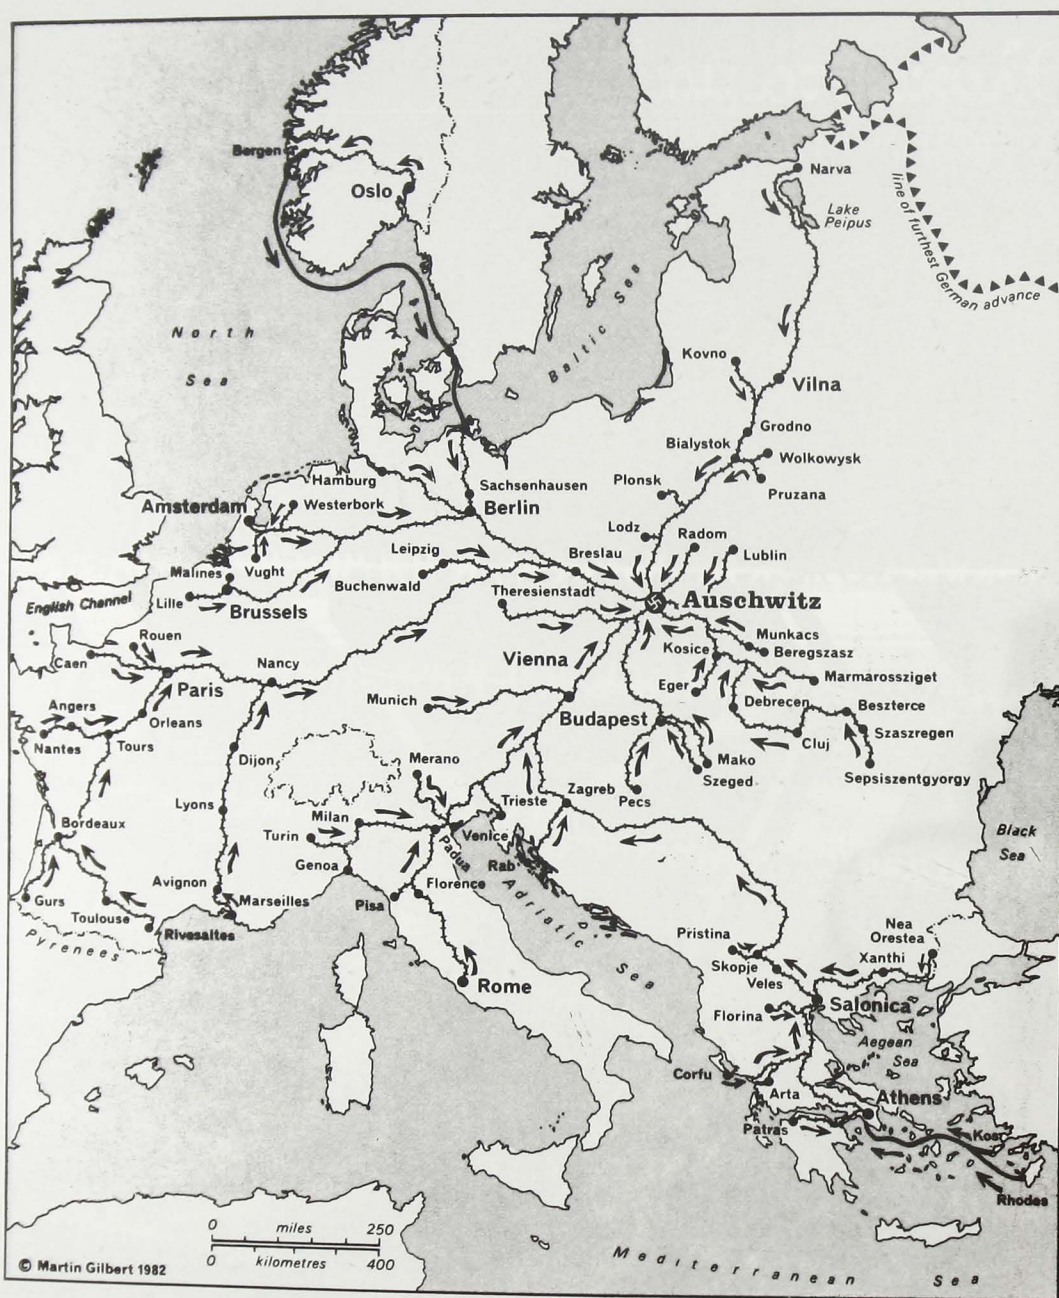 Bergen
Oslo
Narva
Lake
Peipus
line of furthest German advance
North
Sea
Baltic Sea
Kovno
Vilna
Grodno
Bialystok
Wolkowysk
Pruzana
Plonsk
Hamburg
Sachsenhausen
Amsterdam
Westerbork
Berlin
Lodz
Radom
Lublin
Leipzig
Breslau
Malines
Vught
Buchenwald
Theresienstadt
Auschwitz
English Channel
Lille
Brussels
Rouen
Caen
Nancy
Vienna
Kosice
Munkacs
Beregszasz
Paris
Eger
Marmarossziget
Munich
Angers
Orleans
Budapest
Debrecen
Beszterce
Nantes
Tours
Szaszregen
Cluj
Dijon
Merano
Mako
Szeged
Sepsiszentgyorgy
Pecs
Zagreb
Trieste
Lyons
Milan
Bordeaux
Turin
Venice
Padua
Black
Sea
Genoa
Rab
Avignon
Florence
Gurs
Marseilles
Pisa
Toulouse
Rivesaltes
Adriatic Sea
Pyrenees
Nea
Orestea
Pristina
Xanthi
Skopje
Veles
Rome
Salonica
Florina
Aegean
Sea
Corfu
Arta
Athens
Patras
Kos
Rhodes
0 miles 250
0 kilometres 400
Mediterranean Sea
© Martin Gilbert 1982